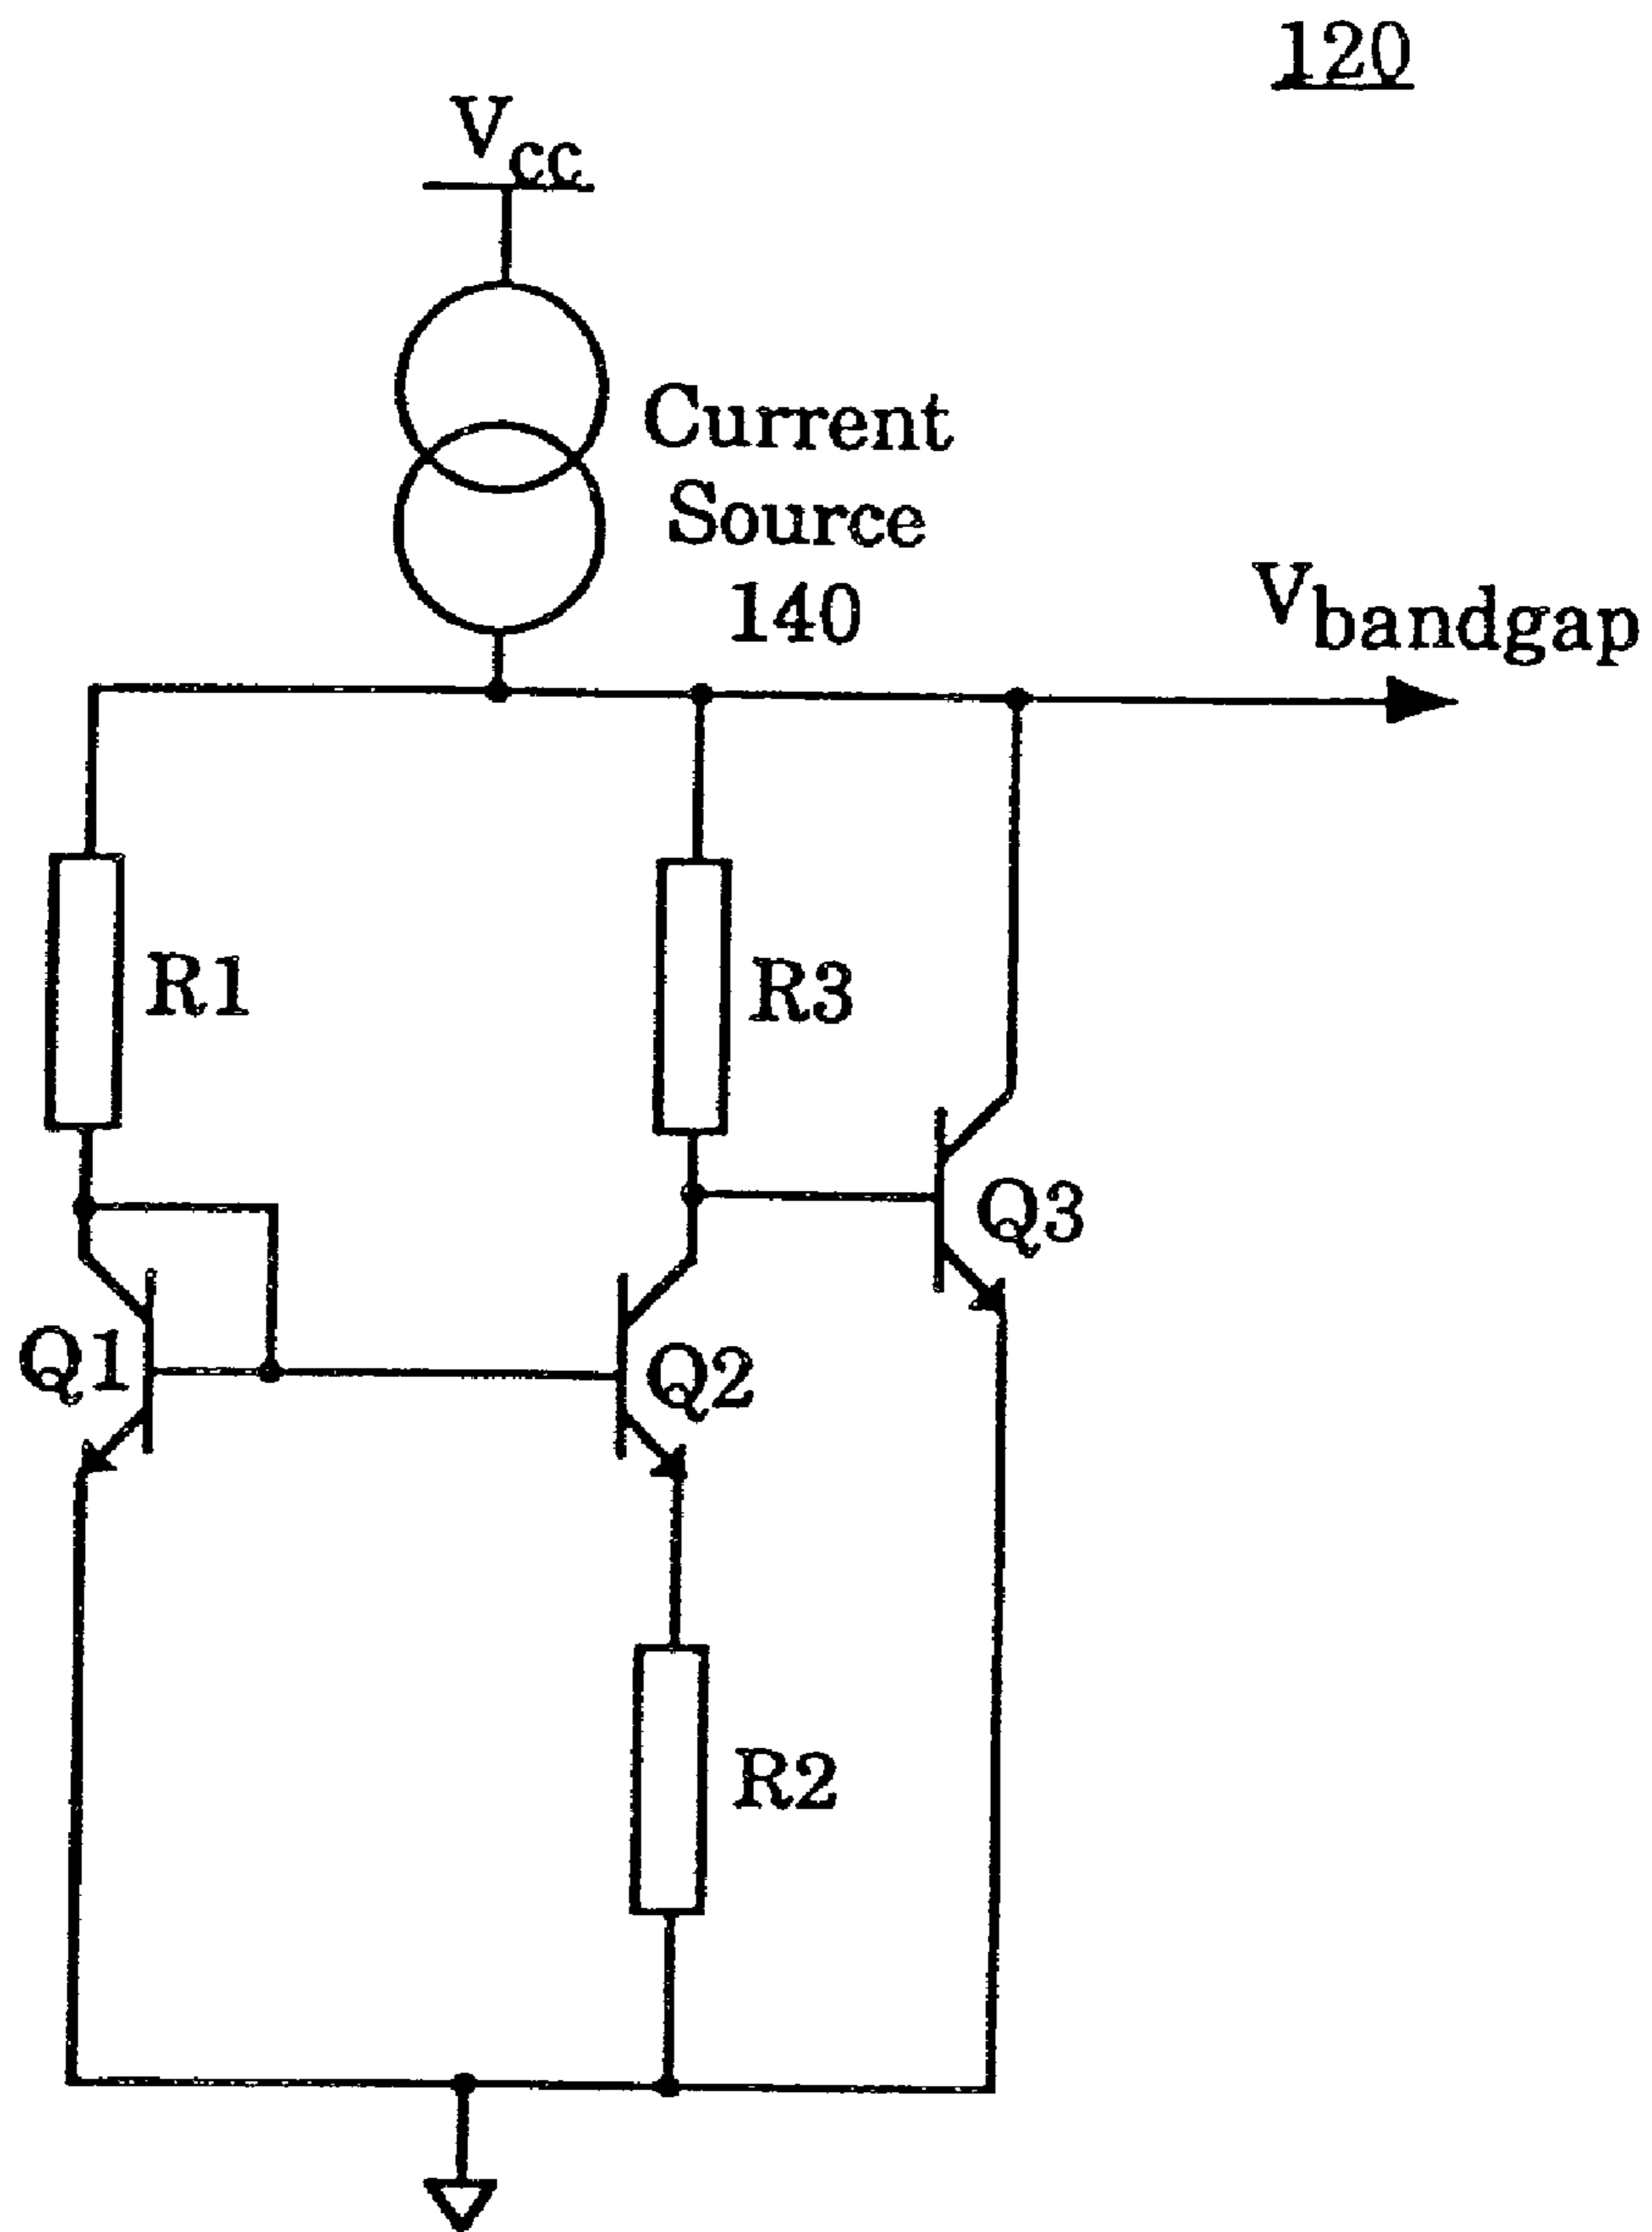 120
Vcc
Current
Source
140
Vbandgap
R1
R3
Q3
Q1
Q2
R2